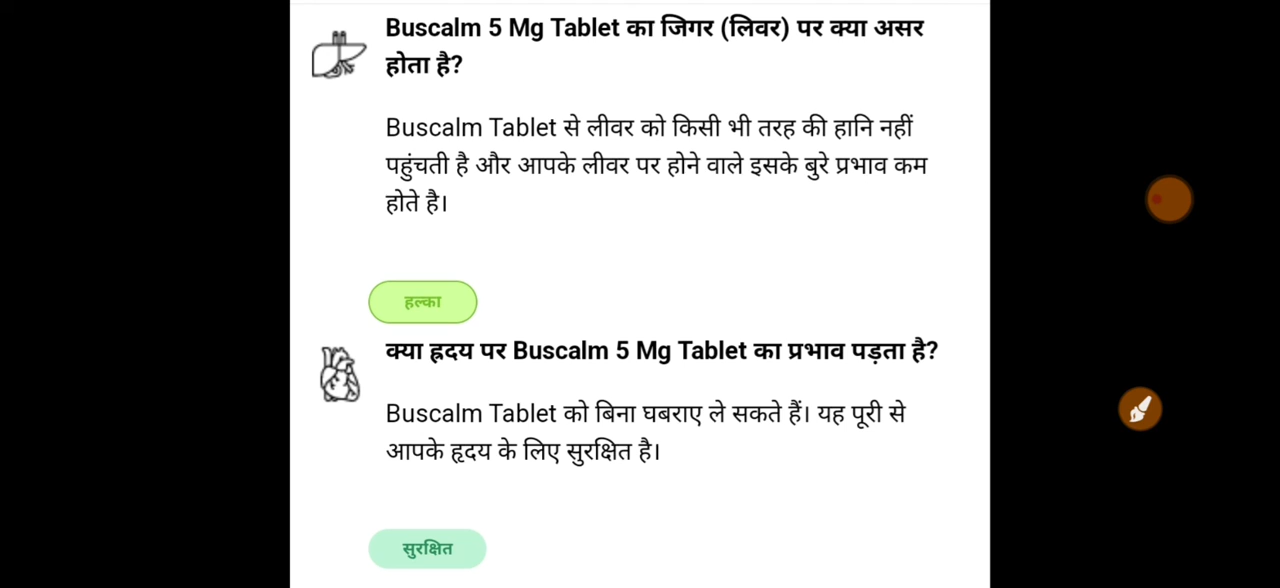 Buscalm 5 Mg Tablet का जिगर (लिवर) पर क्या असर
होता है?
Buscalm Tablet से लीवर को किसी भी तरह की हानि नहीं
पहुंचती है और आपके लीवर पर होने वाले इसके बुरे प्रभाव कम
होते है।
हल्का
क्या ह्रदय पर Buscalm 5 Mg Tablet का प्रभाव पड़ता है?
Buscalm Tablet को बिना घबराए ले सकते हैं। यह पूरी से
आपके हृदय के लिए सुरक्षित है।
सुरक्षित